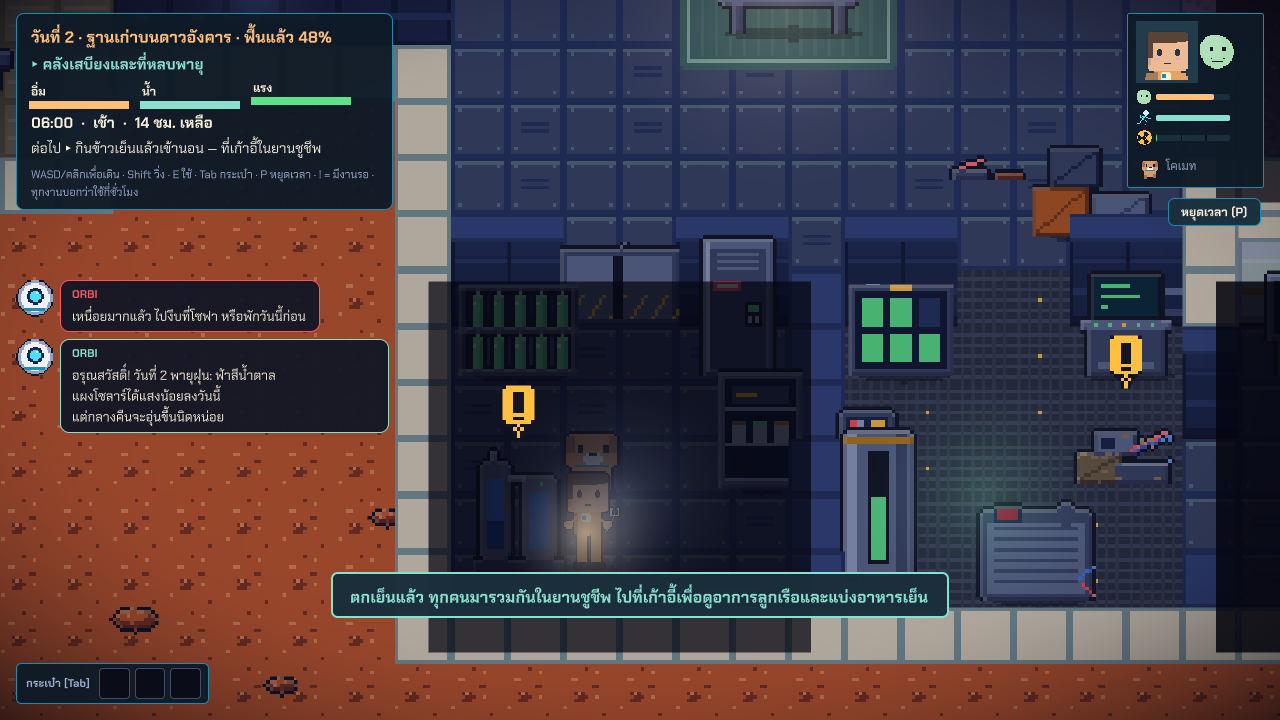 วันที่ 2 · ฐานเก่าบนดาวอังคาร · ฟื้นแล้ว 48%
‣ คลังเสบียงและที่หลบพายุ
อิ่ม น้ำ แรง
06:00 · เช้า · 14 ชม. เหลือ
ต่อไป ‣ กินข้าวเย็นแล้วเข้านอน — ที่เก้าอี้ในยานชูชีพ
WASD/คลิกเพื่อเดิน · Shift วิ่ง · E ใช้ · Tab กระเป๋า · P หยุดเวลา · ! = มีงานรอ ·
ทุกงานบอกว่าใช้กี่ชั่วโมง
โคเมท
หยุดเวลา (P)
ORBI
เหนื่อยมากแล้ว ไปงีบที่โซฟา หรือพักวันนี้ก่อน
ORBI
อรุณสวัสดิ์! วันที่ 2 พายุฝุ่น: ฟ้าสีน้ำตาล
แผงโซลาร์ได้แสงน้อยลงวันนี้
แต่กลางคืนจะอุ่นขึ้นนิดหน่อย
ตกเย็นแล้ว ทุกคนมารวมกันในยานชูชีพ ไปที่เก้าอี้เพื่อดูอาการลูกเรือและแบ่งอาหารเย็น
กระเป๋า [Tab]